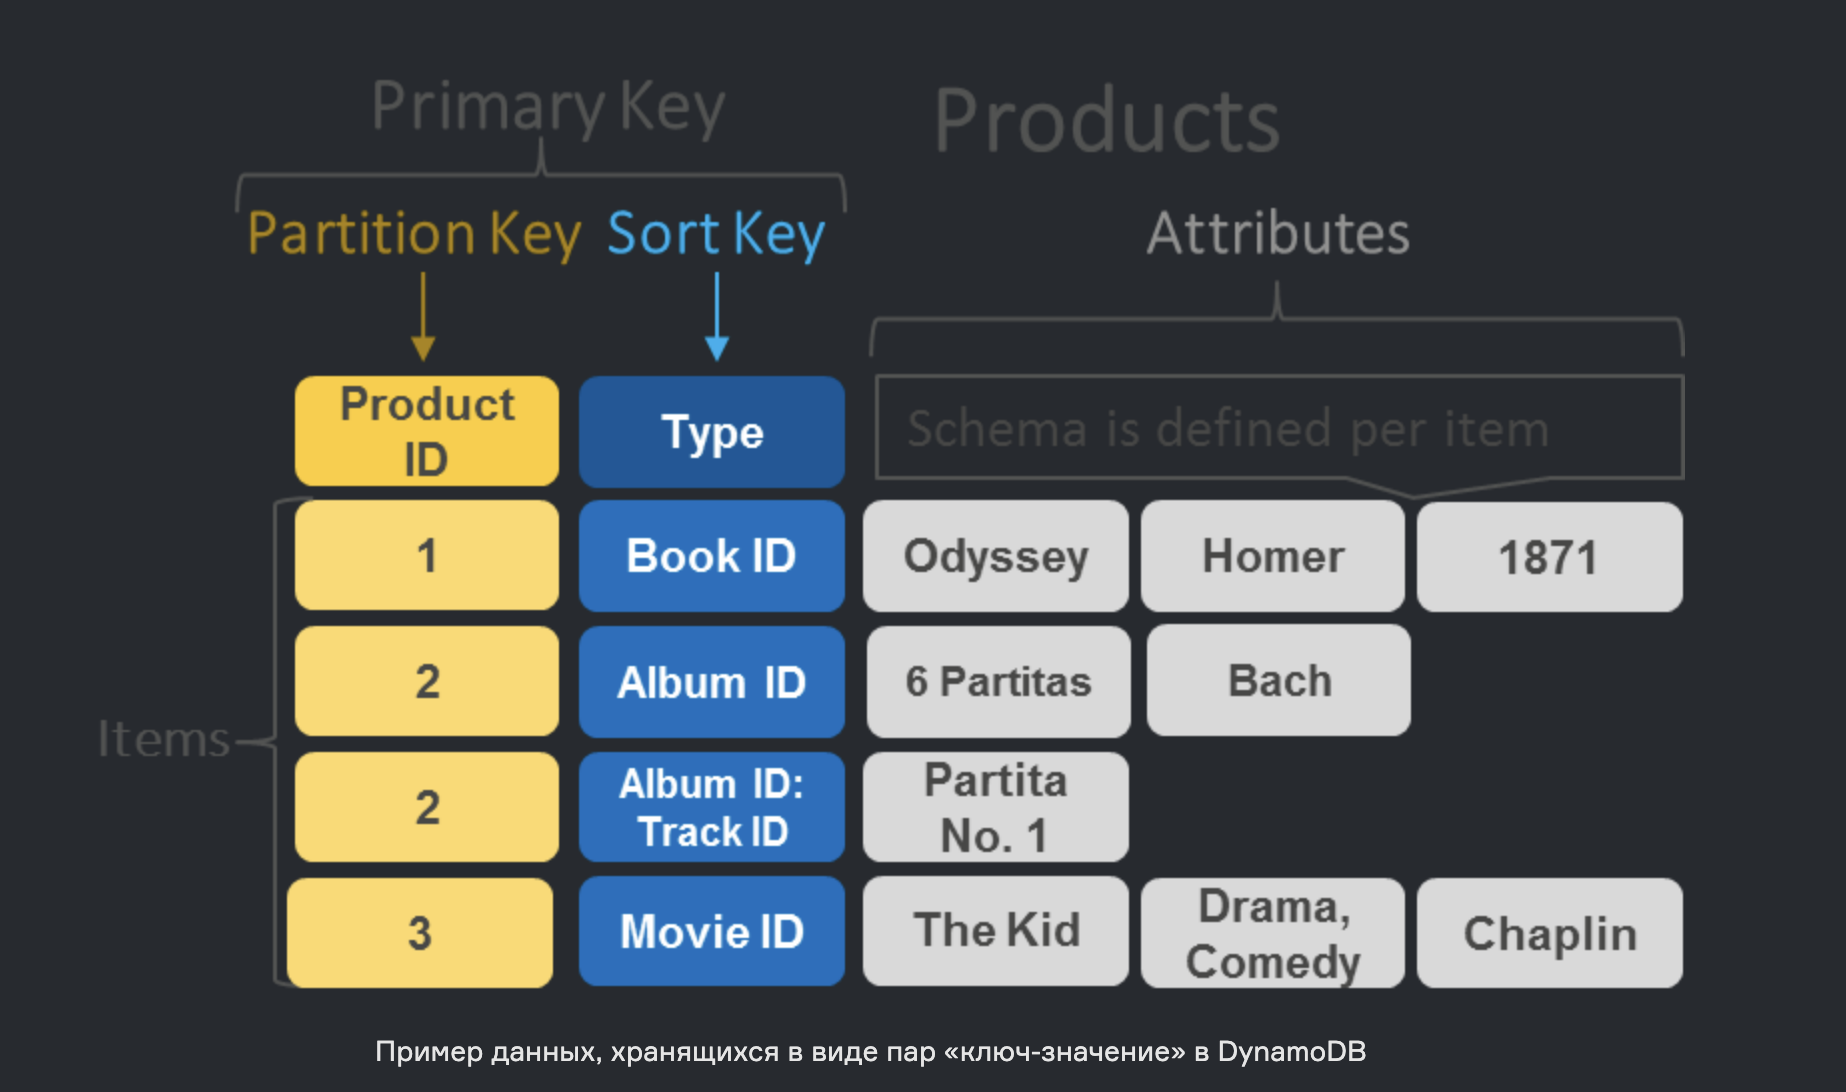 Primary Key
Products
Partition Key
Sort Key
Attributes
Product
ID
Type
Schema is defined per item
1
Book ID
Odyssey
Homer
1871
2
Album ID
6 Partitas
Bach
Items
2
Album ID:
Track ID
Partita
No. 1
3
Movie ID
The Kid
Drama,
Comedy
Chaplin
Пример данных, хранящихся в виде пар «ключ-значение» в DynamoDB